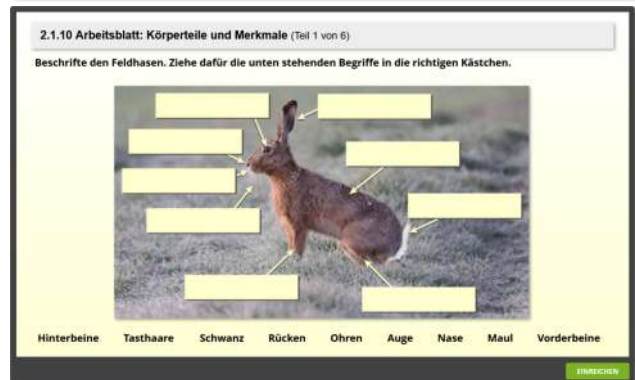 2.1.10 Arbeitsblatt: Körperteile und Merkmale (Teil 1 von 6)
Beschrifte den Feldhasen. Ziehe dafür die unten stehenden Begriffe in die richtigen Kästchen.
Hinterbeine Tasthaare Schwanz Rücken Ohren Auge Nase Maul Vorderbeine
EINREICHEN